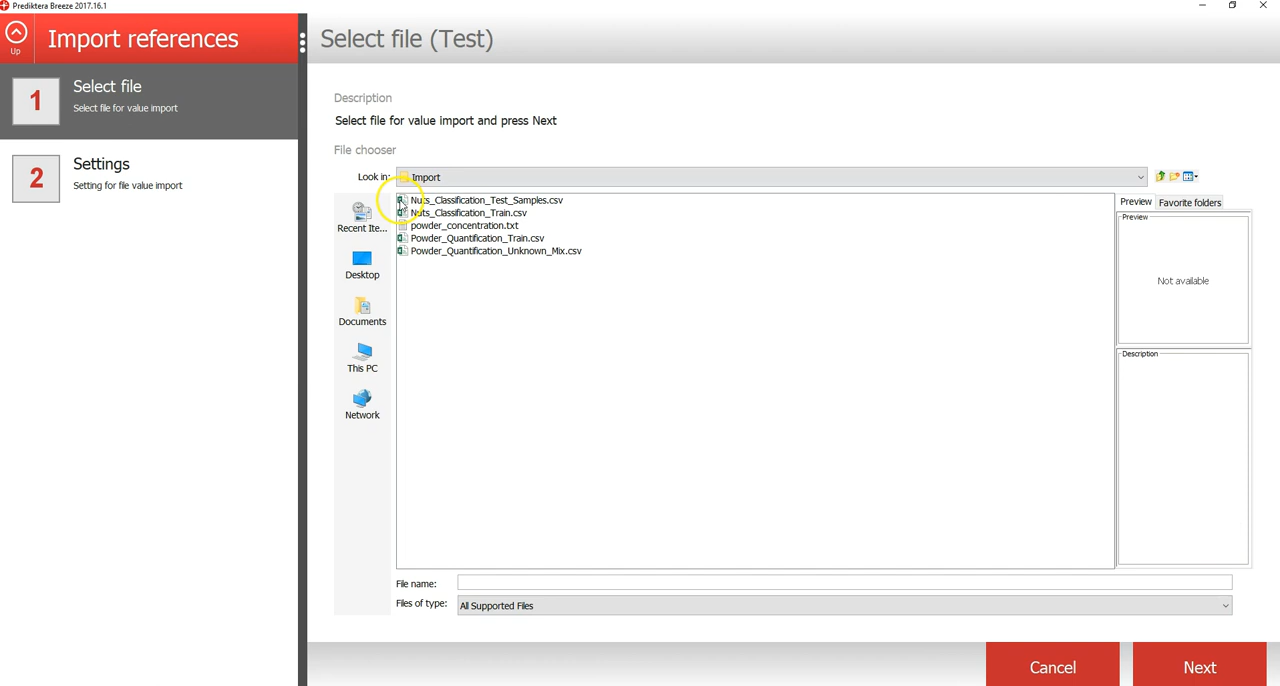 Prediktera Breeze 2017.16.1
Up
Import references
Select file (Test)
1
Select file
Select file for value import
2
Settings
Setting for file value import
Description
Select file for value import and press Next
File chooser
Look in:
Import
Recent Ite...
Desktop
Documents
This PC
Network
Nuts_Classification_Test_Samples.csv
Nuts_Classification_Train.csv
powder_concentration.txt
Powder_Quantification_Train.csv
Powder_Quantification_Unknown_Mix.csv
Preview
Favorite folders
Preview
Not available
Description
File name:
Files of type:
All Supported Files
Cancel
Next